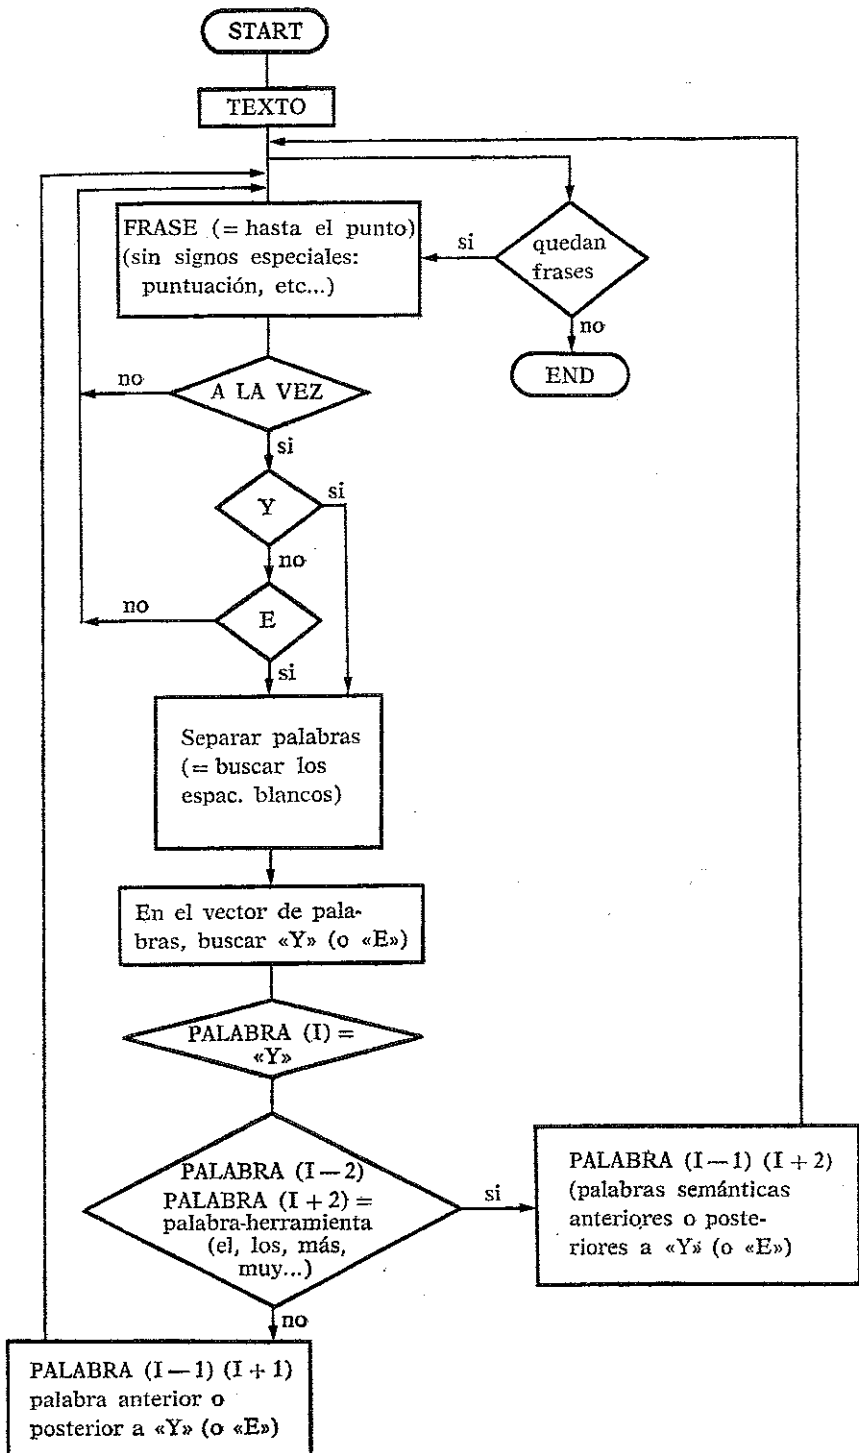 START
TEXTO
FRASE (= hasta el punto)
(sin signos especiales:
puntuación, etc...)
si
quedan
frases
no
END
no
A LA VEZ
si
Y
si
no
no
E
si
Separar palabras
(= buscar los
espac. blancos)
En el vector de pala-
bras, buscar «Y» (o «E»)
PALABRA (I) =
«Y»
PALABRA (I — 2)
PALABRA (I + 2) =
palabra-herramienta
(el, los, más,
muy...)
si
PALABRA (I — 1) (I + 2)
(palabras semánticas
anteriores o poste-
riores a «Y» (o «E»)
no
PALABRA (I — 1) (I + 1)
palabra anterior o
posterior a «Y» (o «E»)